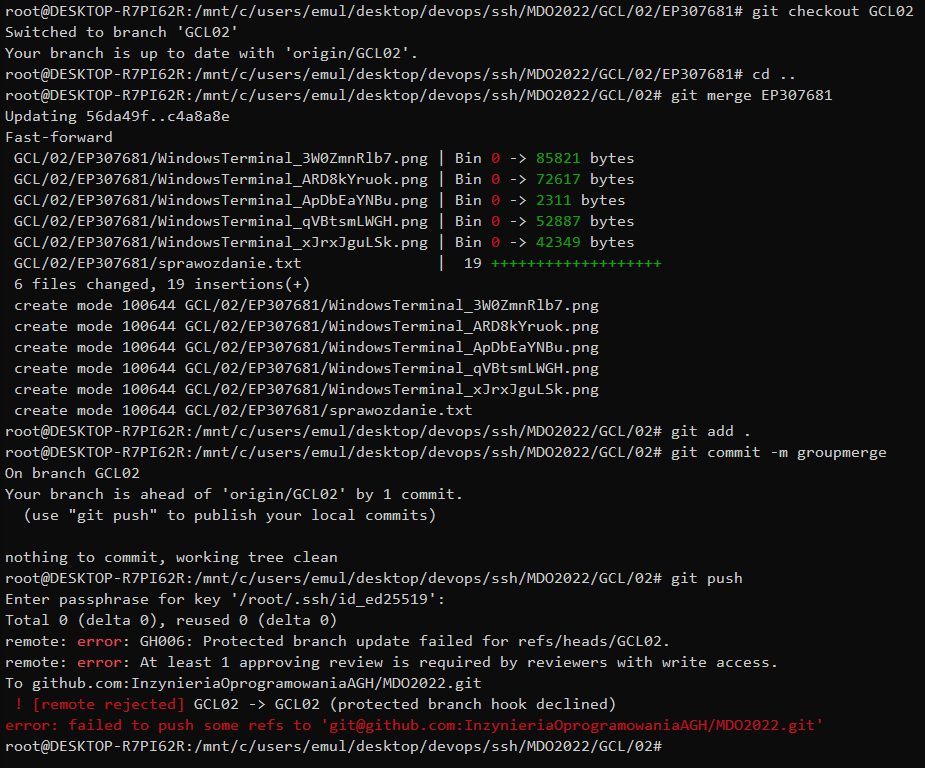 root@DESKTOP-R7PI62R:/mnt/c/users/emul/desktop/devops/ssh/MDO2022/GCL/02/EP307681# git checkout GCL02
Switched to branch 'GCL02'
Your branch is up to date with 'origin/GCL02'.
root@DESKTOP-R7PI62R:/mnt/c/users/emul/desktop/devops/ssh/MDO2022/GCL/02/EP307681# cd ..
root@DESKTOP-R7PI62R:/mnt/c/users/emul/desktop/devops/ssh/MDO2022/GCL/02# git merge EP307681
Updating 56da49f..c4a8a8e
Fast-forward
 GCL/02/EP307681/WindowsTerminal_3W0ZmnRlb7.png | Bin 0 -> 85821 bytes
 GCL/02/EP307681/WindowsTerminal_ARD8kYruok.png | Bin 0 -> 72617 bytes
 GCL/02/EP307681/WindowsTerminal_ApDbEaYNBu.png | Bin 0 -> 2311 bytes
 GCL/02/EP307681/WindowsTerminal_qVBtsmLWGH.png | Bin 0 -> 52887 bytes
 GCL/02/EP307681/WindowsTerminal_xJrxJguLSk.png | Bin 0 -> 42349 bytes
 GCL/02/EP307681/sprawozdanie.txt               |  19 +++++++++++++++++++
 6 files changed, 19 insertions(+)
 create mode 100644 GCL/02/EP307681/WindowsTerminal_3W0ZmnRlb7.png
 create mode 100644 GCL/02/EP307681/WindowsTerminal_ARD8kYruok.png
 create mode 100644 GCL/02/EP307681/WindowsTerminal_ApDbEaYNBu.png
 create mode 100644 GCL/02/EP307681/WindowsTerminal_qVBtsmLWGH.png
 create mode 100644 GCL/02/EP307681/WindowsTerminal_xJrxJguLSk.png
 create mode 100644 GCL/02/EP307681/sprawozdanie.txt
root@DESKTOP-R7PI62R:/mnt/c/users/emul/desktop/devops/ssh/MDO2022/GCL/02# git add .
root@DESKTOP-R7PI62R:/mnt/c/users/emul/desktop/devops/ssh/MDO2022/GCL/02# git commit -m groupmerge
On branch GCL02
Your branch is ahead of 'origin/GCL02' by 1 commit.
  (use "git push" to publish your local commits)

nothing to commit, working tree clean
root@DESKTOP-R7PI62R:/mnt/c/users/emul/desktop/devops/ssh/MDO2022/GCL/02# git push
Enter passphrase for key '/root/.ssh/id_ed25519':
Total 0 (delta 0), reused 0 (delta 0)
remote: error: GH006: Protected branch update failed for refs/heads/GCL02.
remote: error: At least 1 approving review is required by reviewers with write access.
To github.com:InzynieriaOprogramowaniaAGH/MDO2022.git
 ! [remote rejected] GCL02 -> GCL02 (protected branch hook declined)
error: failed to push some refs to 'git@github.com:InzynieriaOprogramowaniaAGH/MDO2022.git'
root@DESKTOP-R7PI62R:/mnt/c/users/emul/desktop/devops/ssh/MDO2022/GCL/02#